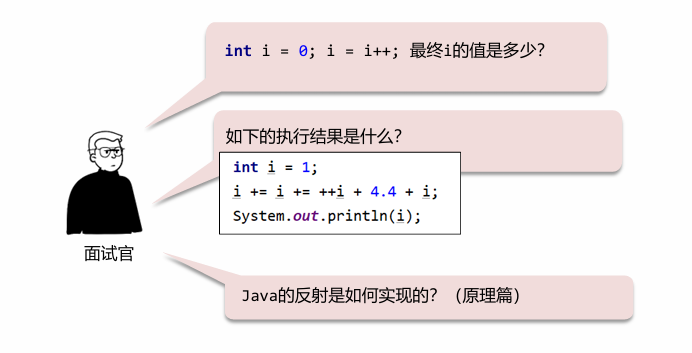 int i = 0; i = i++; 最终i的值是多少?
如下的执行结果是什么?
int i = 1;
i += i += ++i + 4.4 + i;
System.out.println(i);
面试官
Java的反射是如何实现的?（原理篇）